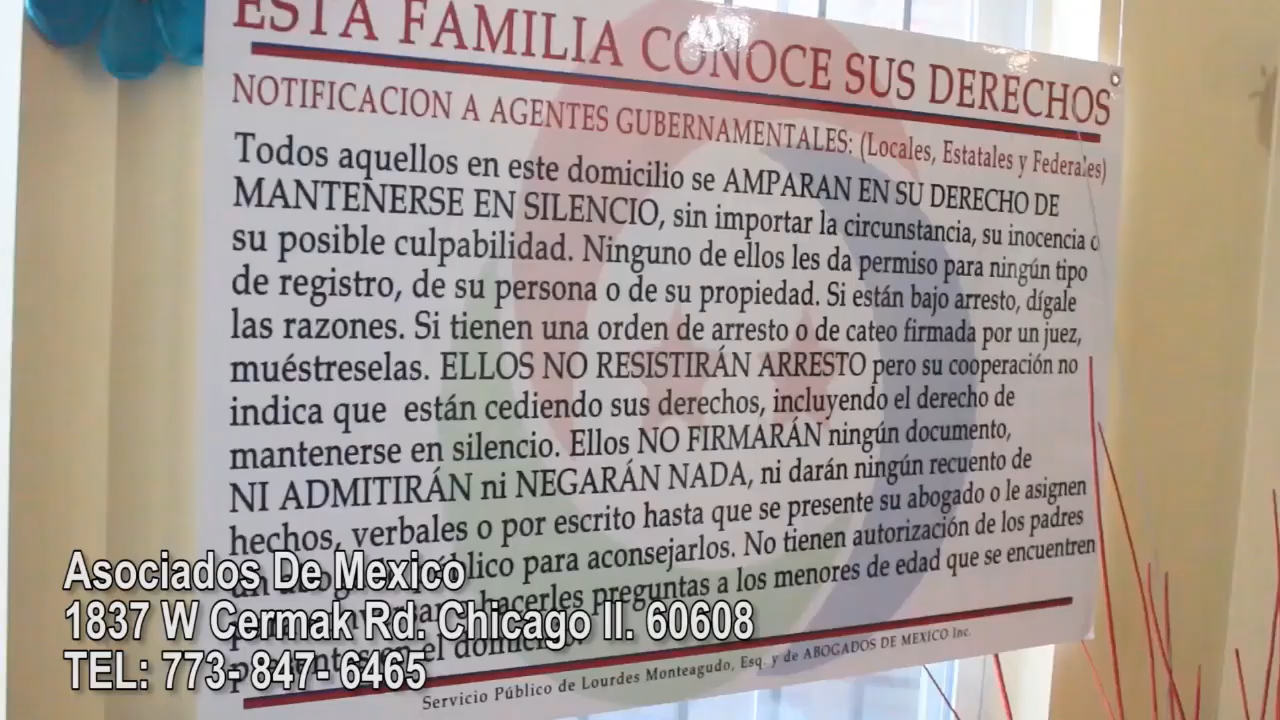 ESTA FAMILIA CONOCE SUS DERECHOS
NOTIFICACION A AGENTES GUBERNAMENTALES: (Locales, Estatales y Federales)
Todos aquellos en este domicilio se AMPARAN EN SU DERECHO DE
MANTENERSE EN SILENCIO, sin importar la circunstancia, su inocencia o
su posible culpabilidad. Ninguno de ellos les da permiso para ningún tipo
de registro, de su persona o de su propiedad. Si están bajo arresto, dígale
las razones. Si tienen una orden de arresto o de cateo firmada por un juez,
muéstreselas. ELLOS NO RESISTIRÁN ARRESTO pero su cooperación no
indica que están cediendo sus derechos, incluyendo el derecho de
mantenerse en silencio. Ellos NO FIRMARÁN ningún documento,
NI ADMITIRÁN ni NEGARÁN NADA, ni darán ningún recuento de
hechos, verbales o por escrito hasta que se presente su abogado o le asignen
para aconsejarlos. No tienen autorización de los padres
hacerles preguntas a los menores de edad que se encuentren
el domicilio.
Servicio Público de Lourdes Monteagudo, Esq. y de ABOGADOS DE MEXICO Inc.
Asociados De Mexico
1837 W Cermak Rd. Chicago Il. 60608
TEL: 773- 847- 6465